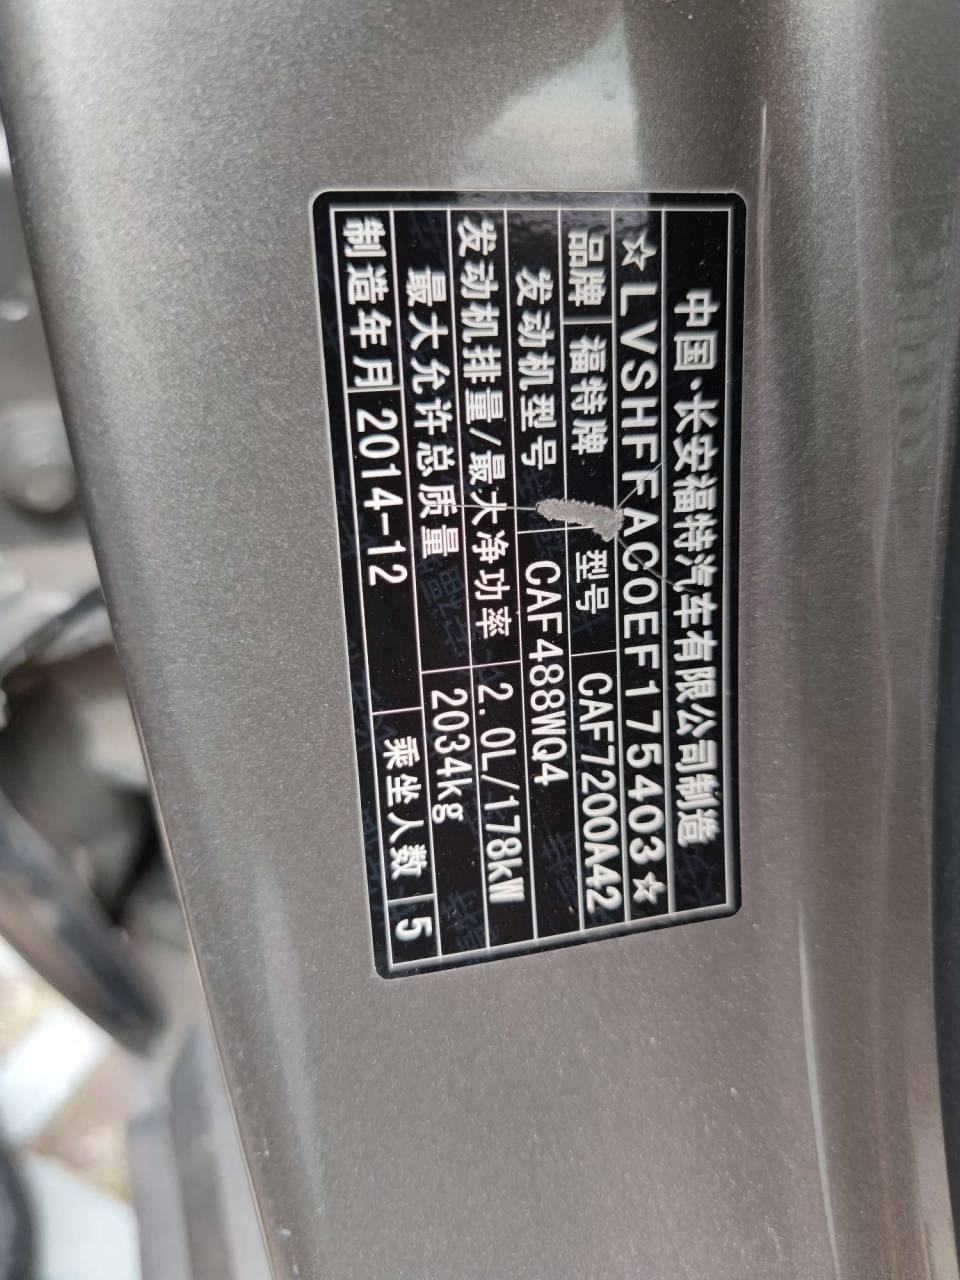 中国·长安福特汽车有限公司制造
☆LVSHFFAC0EF175403☆
品牌 福特牌 型号 CAF7200A42
发动机型号 CAF488WQ4
发动机排量/最大净功率 2.0L/178kW
最大允许总质量 2034kg
制造年月 2014-12 乘坐人数 5